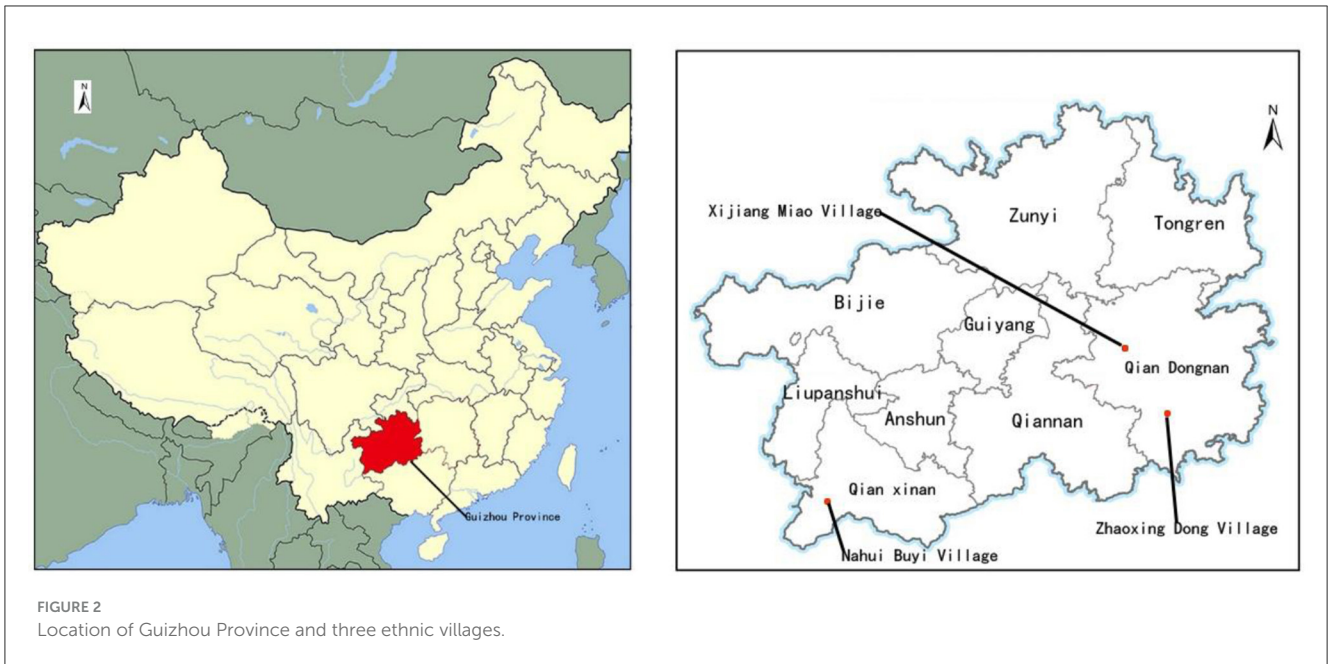 N
Guizhou Province
N
Xijiang Miao Village
Zunyi
Tongren
Bijie
Guiyang
Qian Dongnan
Liupanshui
Anshun
Qiannan
Qian xinan
Zhaoxing Dong Village
Nahui Buyi Village
FIGURE 2
Location of Guizhou Province and three ethnic villages.